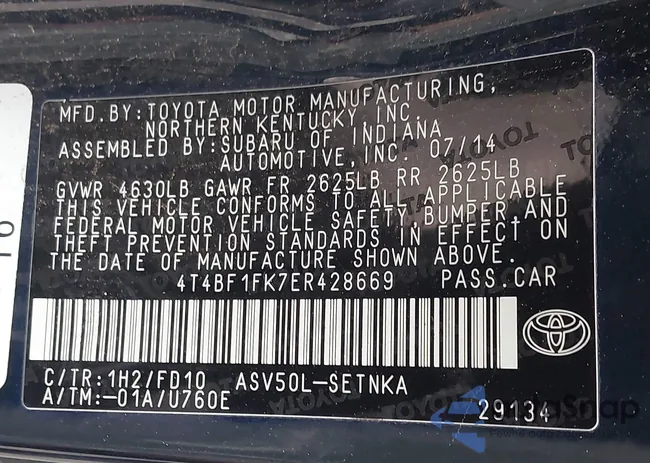 MFD.BY:TOYOTA MOTOR MANUFACTURING,
NORTHERN KENTUCKY, INC.
ASSEMBLED BY:SUBARU OF INDIANA
AUTOMOTIVE,INC. 07/14
GVWR 4630LB GAWR FR 2625LB RR 2625LB
THIS VEHICLE CONFORMS TO ALL APPLICABLE
FEDERAL MOTOR VEHICLE SAFETY,BUMPER,AND
THEFT PREVENTION STANDARDS IN EFFECT ON
THE DATE OF MANUFACTURE SHOWN ABOVE.
4T4BF1FK7ER428669 PASS.CAR
C/TR:1H2/FD10 ASV50L-SETNKA
A/TM:-01A/U760E
29134